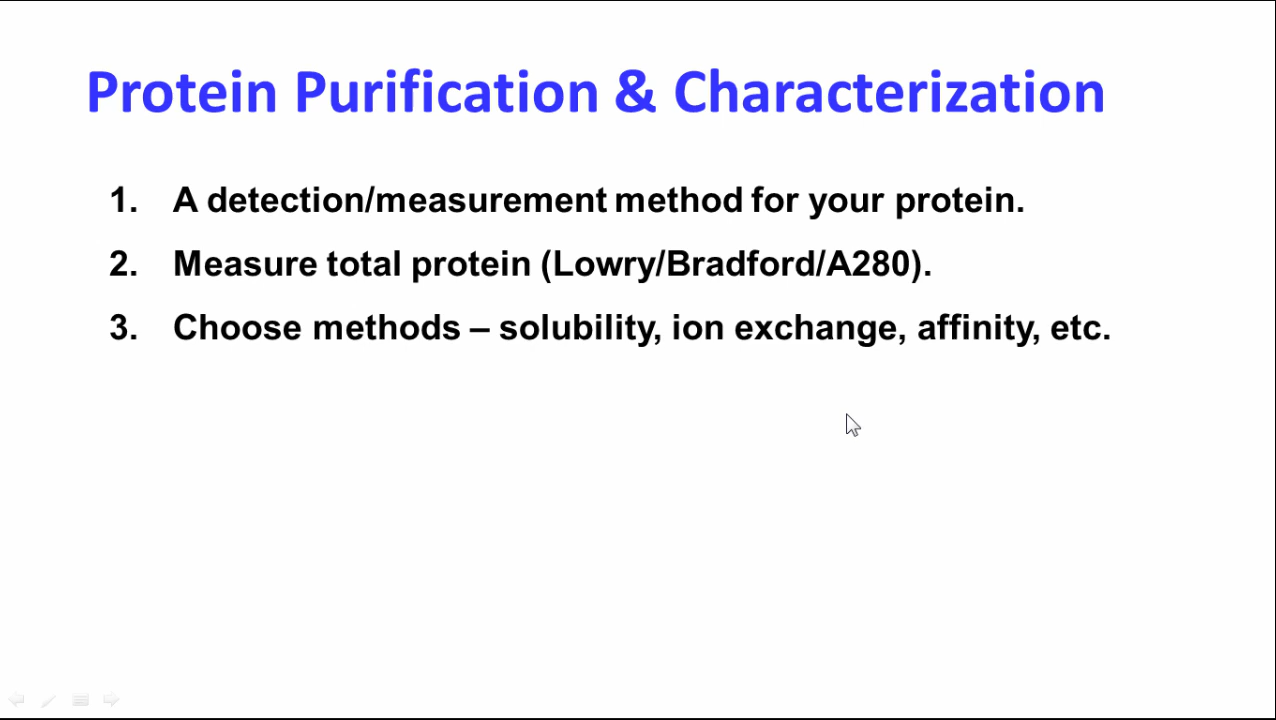 Protein Purification & Characterization
1. A detection/measurement method for your protein.
2. Measure total protein (Lowry/Bradford/A280).
3. Choose methods – solubility, ion exchange, affinity, etc.